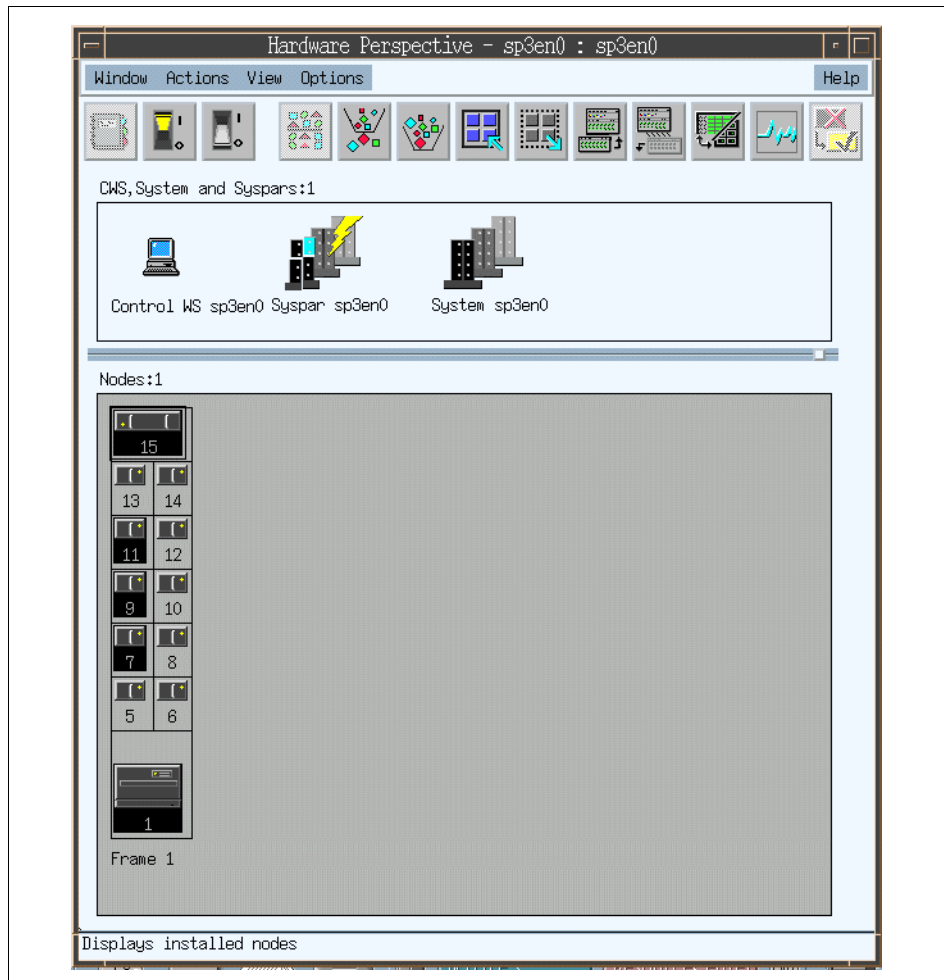 Hardware Perspective - sp3en0 : sp3en0
Window Actions View Options Help
CWS,System and Syspars:1
Control WS sp3en0 Syspar sp3en0 System sp3en0
Nodes:1
15
13 14
11 12
9 10
7 8
5 6
1
Frame 1
Displays installed nodes